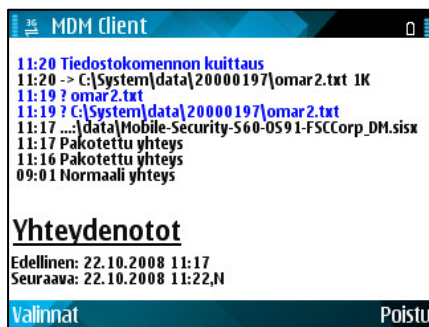 3G MDM Client
11:20 Tiedostokomennon kuittaus
11:20 -> C:\System\data\20000197\omar2.txt 1K
11:19 ? omar2.txt
11:19 ? C:\System\data\20000197\omar2.txt
11:17 ...:\data\Mobile-Security-S60-OS91-FSCCorp_DM.sisx
11:17 Pakotettu yhteys
11:16 Pakotettu yhteys
09:01 Normaali yhteys
Yhteydenotot
Edellinen: 22.10.2008 11:17
Seuraava: 22.10.2008 11:22,N
Valinnat Poistu